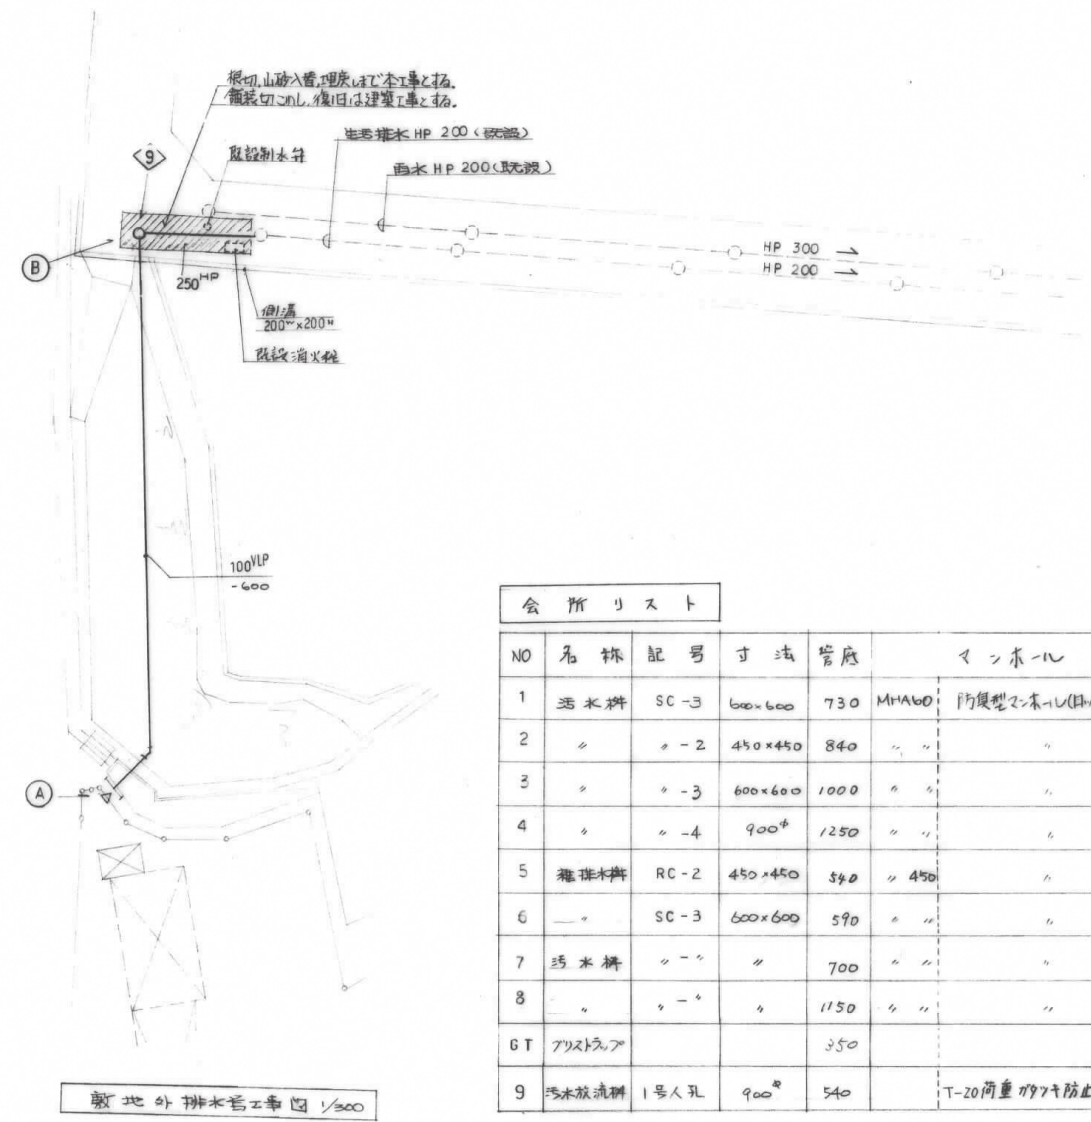 根切、山砂入替、埋戻しまで本工事とする。
舗装切こわし、復旧は建築工事とする。
生活排水 HP 200 (既設)
9
既設制水弁
雨水 HP 200 (既設)
B
HP 300
HP 200
250HP
側溝
200W×200H
既設消火栓
100VLP
-600
A
敷地外排水管工事図 1/300
会所リスト
NO 名称 記号 寸法 管底 マンホール
1 汚水桝 SC-3 600×600 730 MHA60 防臭型マンホール(ロッ
2 〃 〃-2 450×450 840 〃 〃 〃
3 〃 〃-3 600×600 1000 〃 〃 〃
4 〃 〃-4 900φ 1250 〃 〃 〃
5 雑排水桝 RC-2 450×450 540 〃 450 〃
6 〃 SC-3 600×600 590 〃 〃 〃
7 汚水桝 〃-〃 〃 700 〃 〃 〃
8 〃 〃-〃 〃 1150 〃 〃 〃
GT グリストラップ 350
9 汚水放流桝 1号人孔 900φ 540 T-20荷重 ガタツキ防止